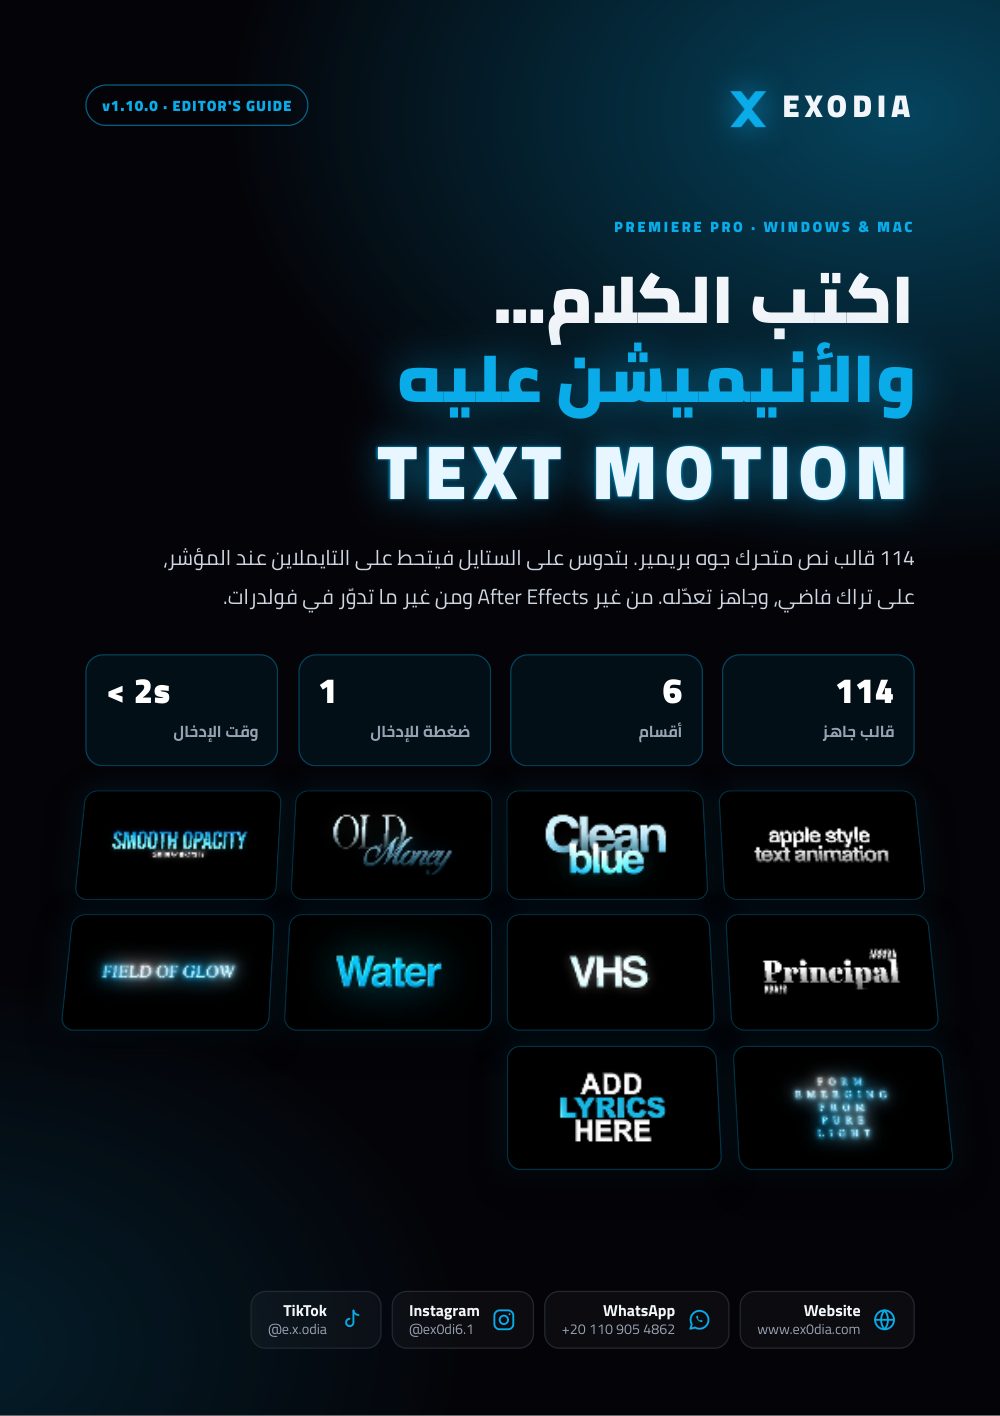 v1.10.0 · EDITOR'S GUIDE
X EXODIA
PREMIERE PRO · WINDOWS & MAC
اكتب الكلام...
والأنيميشن عليه
TEXT MOTION
114 قالب نص متحرك جوه بريمير. بتدوس على الستايل فيتحط على التايملاين عند المؤشر،
على تراك فاضي، وجاهز تعدّله. من غير After Effects ومن غير ما تدوّر في فولدرات.
114
قالب جاهز
6
أقسام
1
ضغطة للإدخال
< 2s
وقت الإدخال
apple style
text animation
Clean
blue
OLD
Money
SMOOTH OPACITY
Principal
VHS
Water
FIELD OF GLOW
FORM
EMERGING
FROM
PURE
LIGHT
ADD
LYRICS
HERE
Website
www.ex0dia.com
WhatsApp
+20 110 905 4862
Instagram
@ex0di6.1
TikTok
@e.x.odia